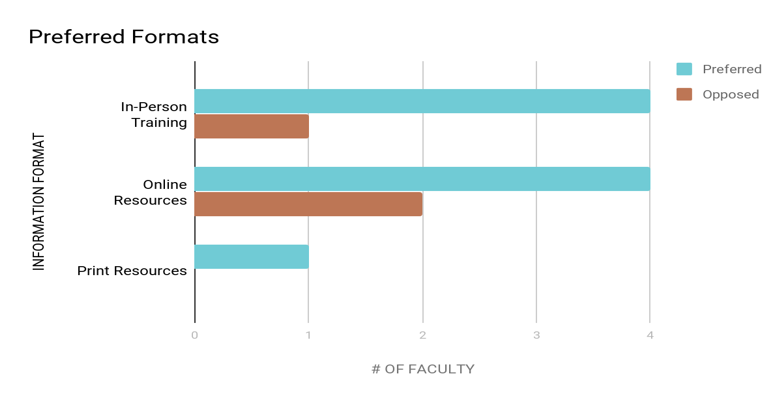 Preferred Formats
Preferred
Opposed
INFORMATION FORMAT
In-Person
Training
Online
Resources
Print Resources
0 1 2 3 4
# OF FACULTY